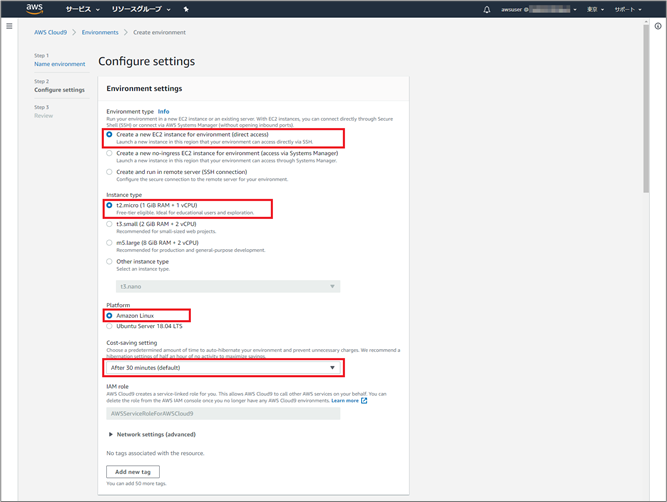 aws サービス リソースグループ awsuser @ 東京 サポート
AWS Cloud9 Environments Create environment
Step 1
Name environment
Step 2
Configure settings
Step 3
Review
Configure settings
Environment settings
Environment type Info
Run your environment in a new EC2 instance or an existing server. With EC2 instances, you can connect directly through Secure
Shell (SSH) or connect via AWS Systems Manager (without opening inbound ports).
Create a new EC2 instance for environment (direct access)
Launch a new instance in this region that your environment can access directly via SSH.
Create a new no-ingress EC2 instance for environment (access via Systems Manager)
Launch a new instance in this region that your environment can access through Systems Manager.
Create and run in remote server (SSH connection)
Configure the secure connection to the remote server for your environment.
Instance type
t2.micro (1 GiB RAM + 1 vCPU)
Free-tier eligible. Ideal for educational users and exploration.
t3.small (2 GiB RAM + 2 vCPU)
Recommended for small-sized web projects.
m5.large (8 GiB RAM + 2 vCPU)
Recommended for production and general-purpose development.
Other instance type
Select an instance type.
t3.nano
Platform
Amazon Linux
Ubuntu Server 18.04 LTS
Cost-saving setting
Choose a predetermined amount of time to auto-hibernate your environment and prevent unnecessary charges. We recommend a
hibernation settings of half an hour of no activity to maximize savings.
After 30 minutes (default)
IAM role
AWS Cloud9 creates a service-linked role for you. This allows AWS Cloud9 to call other AWS services on your behalf. You can
delete the role from the AWS IAM console once you no longer have any AWS Cloud9 environments. Learn more
AWSServiceRoleForAWSCloud9
Network settings (advanced)
No tags associated with the resource.
Add new tag
You can add 50 more tags.